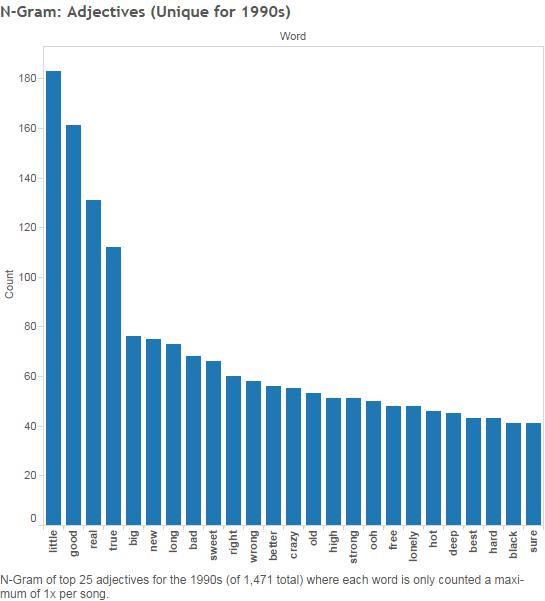 N-Gram: Adjectives (Unique for 1990s)
Word
Count
180
160
140
120
100
80
60
40
20
0
little
good
real
true
big
new
long
bad
sweet
right
wrong
better
crazy
old
high
strong
ooh
free
lonely
hot
deep
best
hard
black
sure
N-Gram of top 25 adjectives for the 1990s (of 1,471 total) where each word is only counted a maxi-
mum of 1x per song.